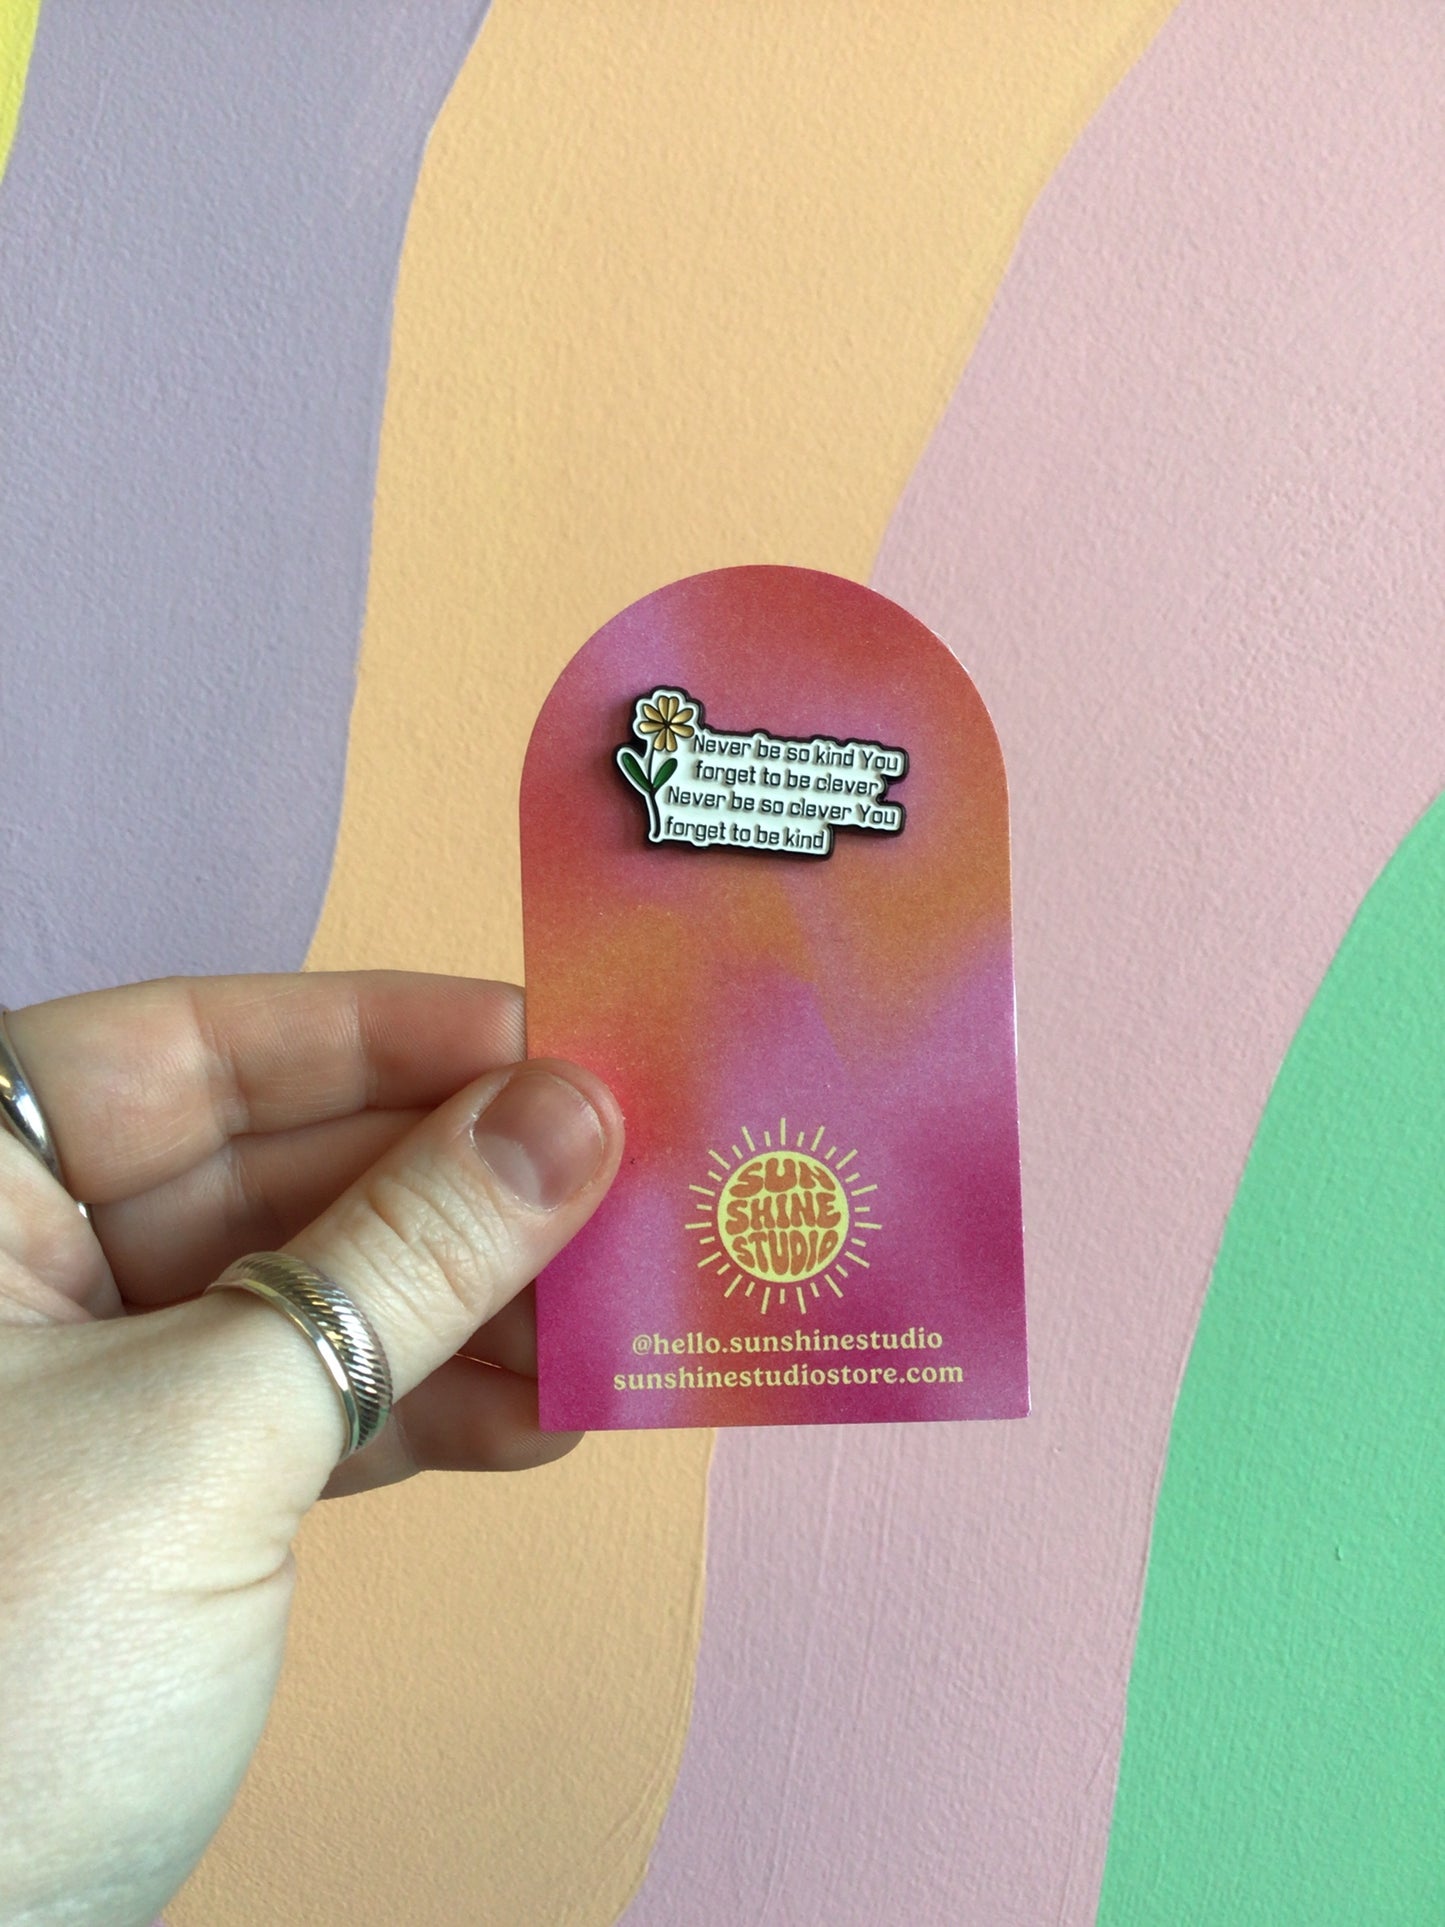 Never be so kind You
forget to be clever
Never be so clever You
forget to be kind
SUN
SHINE
STUDIO
@hello.sunshinestudio
sunshinestudiostore.com